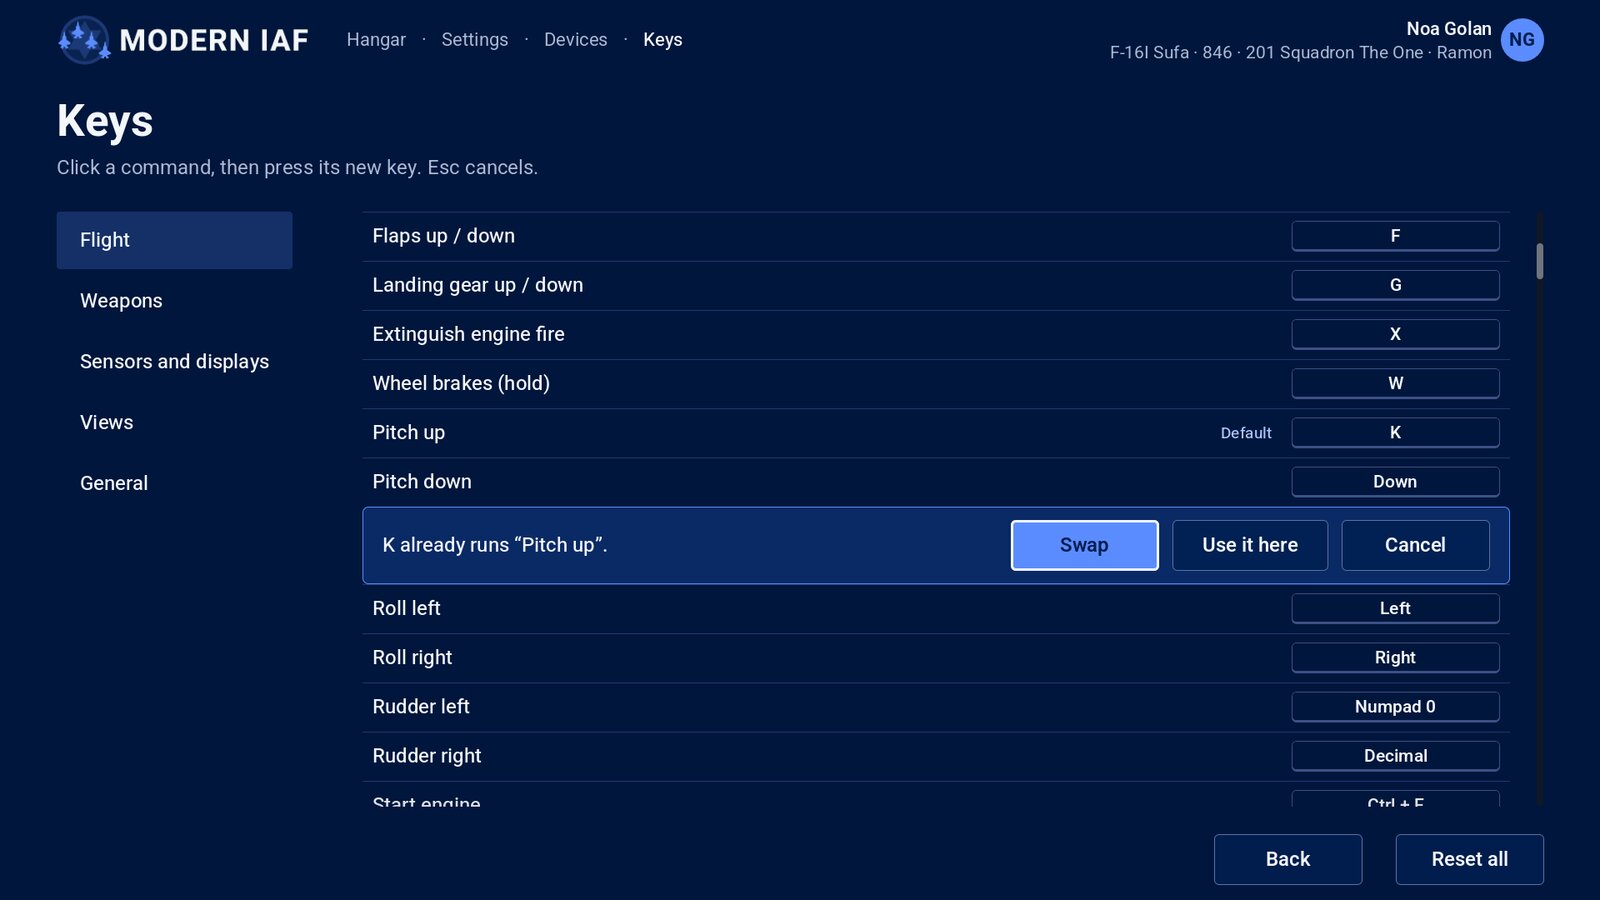 MODERN IAF
Hangar · Settings · Devices · Keys
Noa Golan
F-16I Sufa · 846 · 201 Squadron The One · Ramon
NG
Keys
Click a command, then press its new key. Esc cancels.
Flight
Weapons
Sensors and displays
Views
General
Flaps up / down F
Landing gear up / down G
Extinguish engine fire X
Wheel brakes (hold) W
Pitch up Default K
Pitch down Down
K already runs “Pitch up”. Swap Use it here Cancel
Roll left Left
Roll right Right
Rudder left Numpad 0
Rudder right Decimal
Start engine
Back Reset all